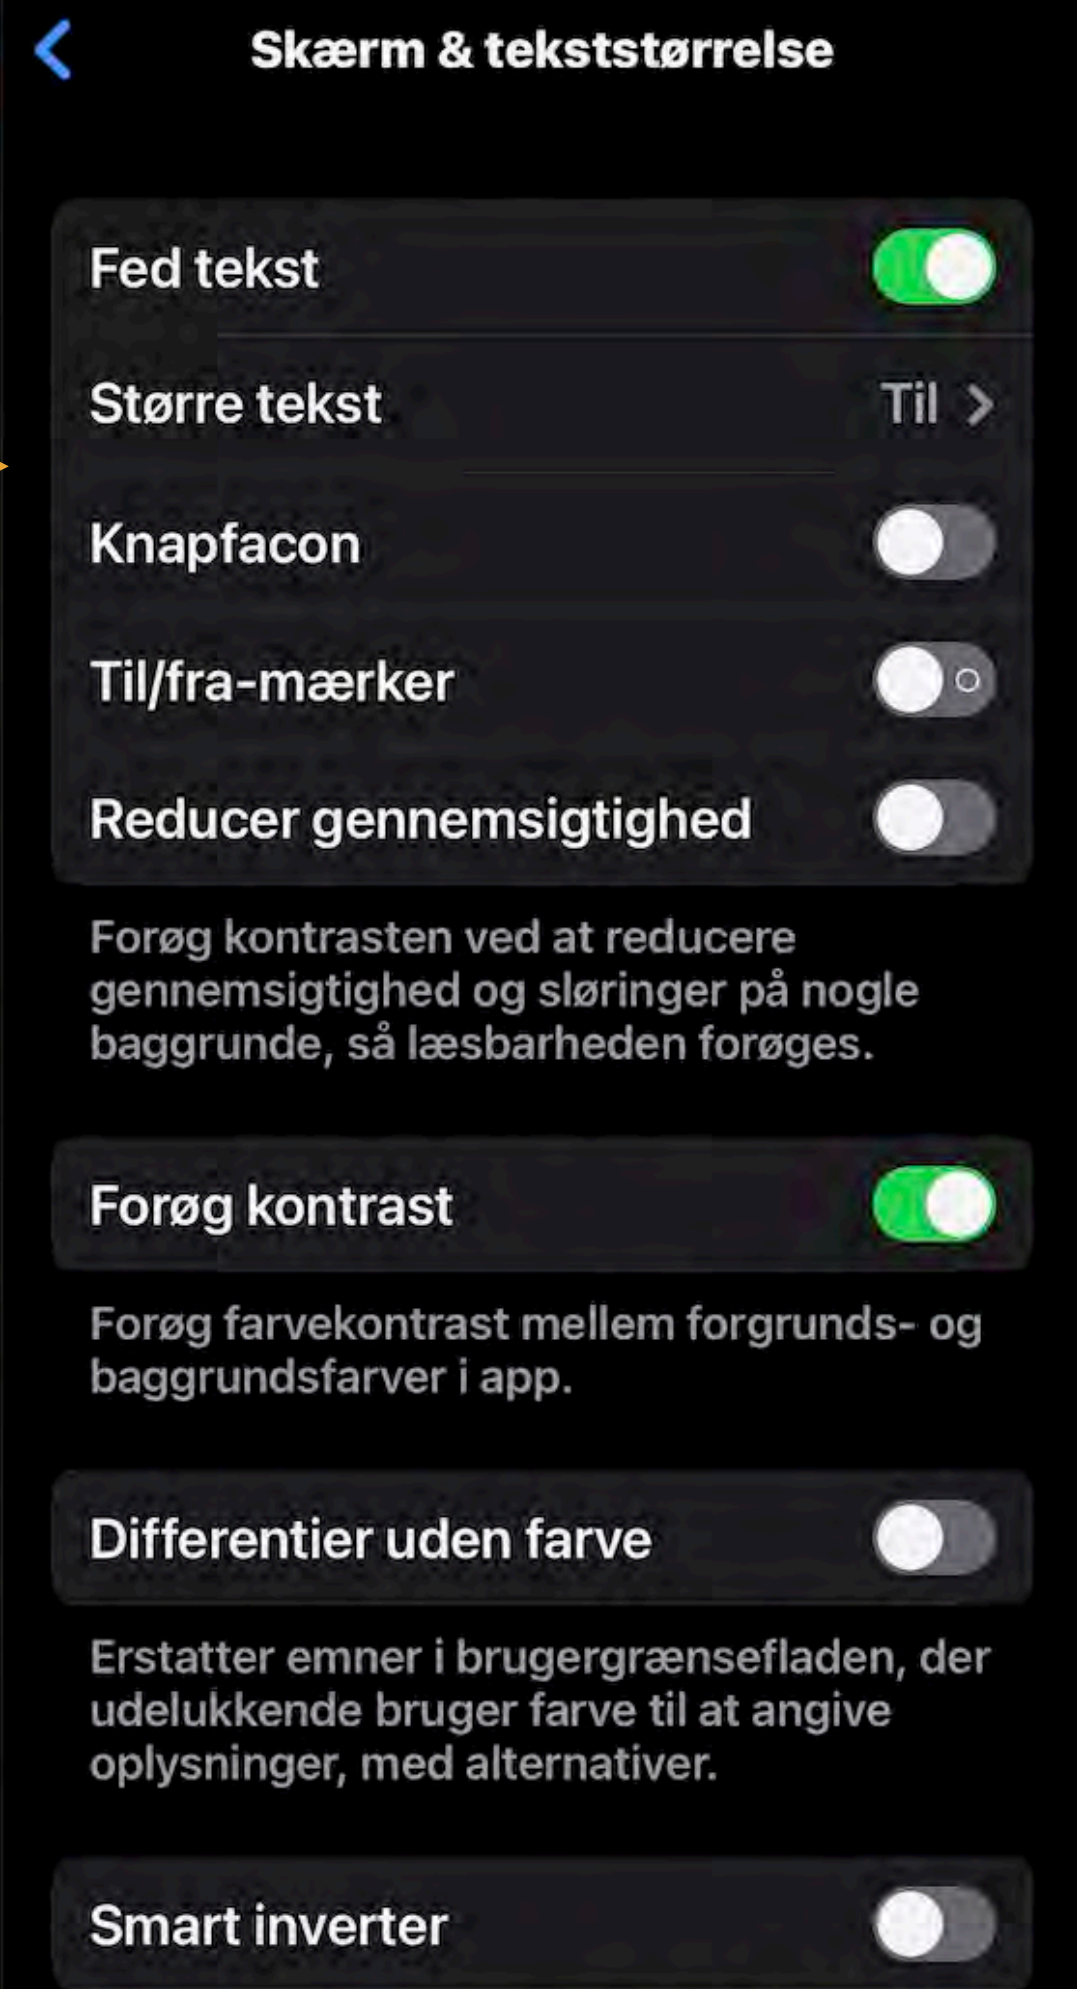 Skærm & tekststørrelse
Fed tekst
Større tekst Til
Knapfacon
Til/fra-mærker
Reducer gennemsigtighed
Forøg kontrasten ved at reducere
gennemsigtighed og sløringer på nogle
baggrunde, så læsbarheden forøges.
Forøg kontrast
Forøg farvekontrast mellem forgrunds- og
baggrundsfarver i app.
Differentier uden farve
Erstatter emner i brugergrænsefladen, der
udelukkende bruger farve til at angive
oplysninger, med alternativer.
Smart inverter